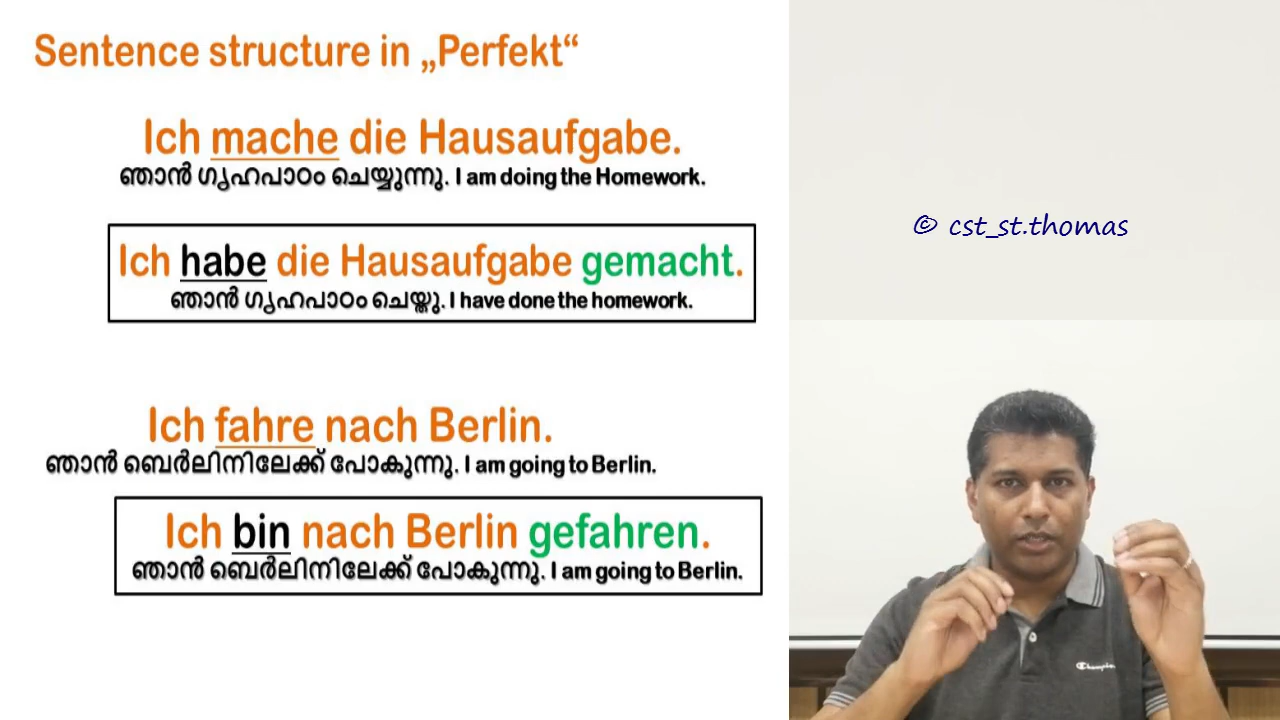 Sentence structure in „Perfekt“
Ich mache die Hausaufgabe.
ഞാൻ ഗൃഹപാഠം ചെയ്യുന്നു. I am doing the Homework.
Ich habe die Hausaufgabe gemacht.
ഞാൻ ഗൃഹപാഠം ചെയ്തു. I have done the homework.
Ich fahre nach Berlin.
ഞാൻ ബെർലിനിലേക്ക് പോകുന്നു. I am going to Berlin.
Ich bin nach Berlin gefahren.
ഞാൻ ബെർലിനിലേക്ക് പോകുന്നു. I am going to Berlin.
© cst_st.thomas
Champion